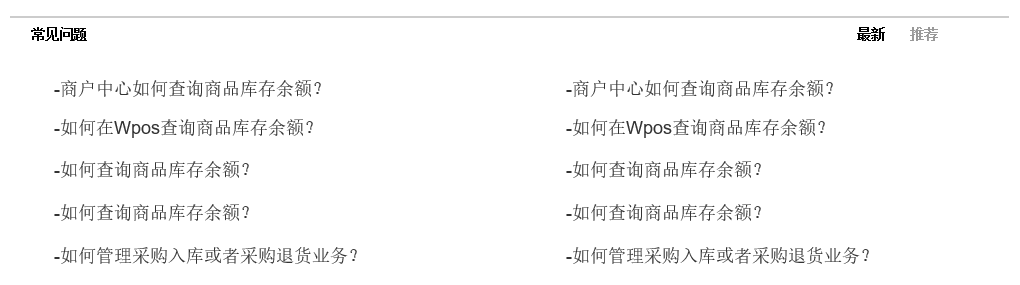 常见问题 最新 推荐
-商户中心如何查询商品库存余额？ -商户中心如何查询商品库存余额？
-如何在Wpos查询商品库存余额？ -如何在Wpos查询商品库存余额？
-如何查询商品库存余额？ -如何查询商品库存余额？
-如何查询商品库存余额？ -如何查询商品库存余额？
-如何管理采购入库或者采购退货业务？ -如何管理采购入库或者采购退货业务？